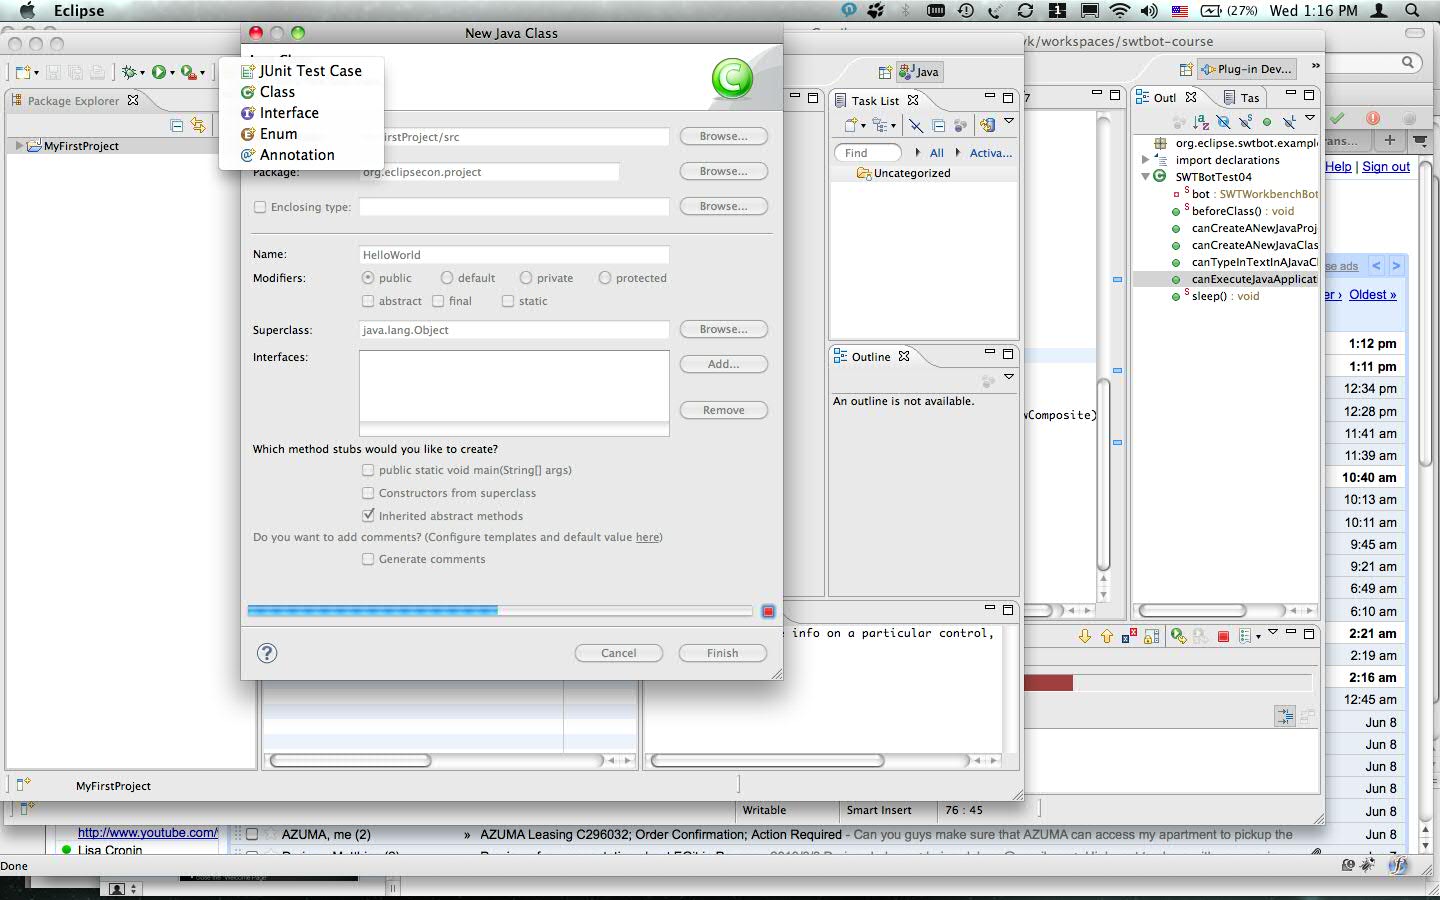 Eclipse
(27%) Wed 1:16 PM
New Java Class
yk/workspaces/swtbot-course
JUnit Test Case
Class
Interface
Enum
Annotation
Java
Plug-in Dev...
»
Package Explorer
Task List
7
Outl
Tas
MyFirstProject
irstProject/src
Browse...
Package:
org.eclipsecon.project
Browse...
Enclosing type:
Browse...
Name:
HelloWorld
Modifiers:
public
default
private
protected
abstract
final
static
Superclass:
java.lang.Object
Browse...
Interfaces:
Add...
Remove
Which method stubs would you like to create?
public static void main(String[] args)
Constructors from superclass
Inherited abstract methods
Do you want to add comments? (Configure templates and default value here)
Generate comments
Cancel
Finish
Find
All
Activa...
Uncategorized
Outline
An outline is not available.
e info on a particular control,
wComposite)
org.eclipse.swtbot.example
import declarations
SWTBotTest04
bot : SWTWorkbenchBot
beforeClass() : void
canCreateANewJavaProj
canCreateANewJavaClas
canTypeInTextInAJavaCl
canExecuteJavaApplicati
sleep() : void
rans...
Help | Sign out
se ads
< >
er › Oldest »
1:12 pm
1:11 pm
12:34 pm
12:28 pm
11:41 am
11:39 am
10:40 am
10:13 am
10:11 am
9:45 am
9:21 am
6:49 am
6:10 am
2:21 am
2:19 am
2:16 am
12:45 am
Jun 8
Jun 8
Jun 8
Jun 8
Jun 8
Jun 8
MyFirstProject
Writable
Smart Insert
76 : 45
http://www.youtube.com/
AZUMA, me (2)
» AZUMA Leasing C296032; Order Confirmation; Action Required - Can you guys make sure that AZUMA can access my apartment to pickup the
Lisa Cronin
Done